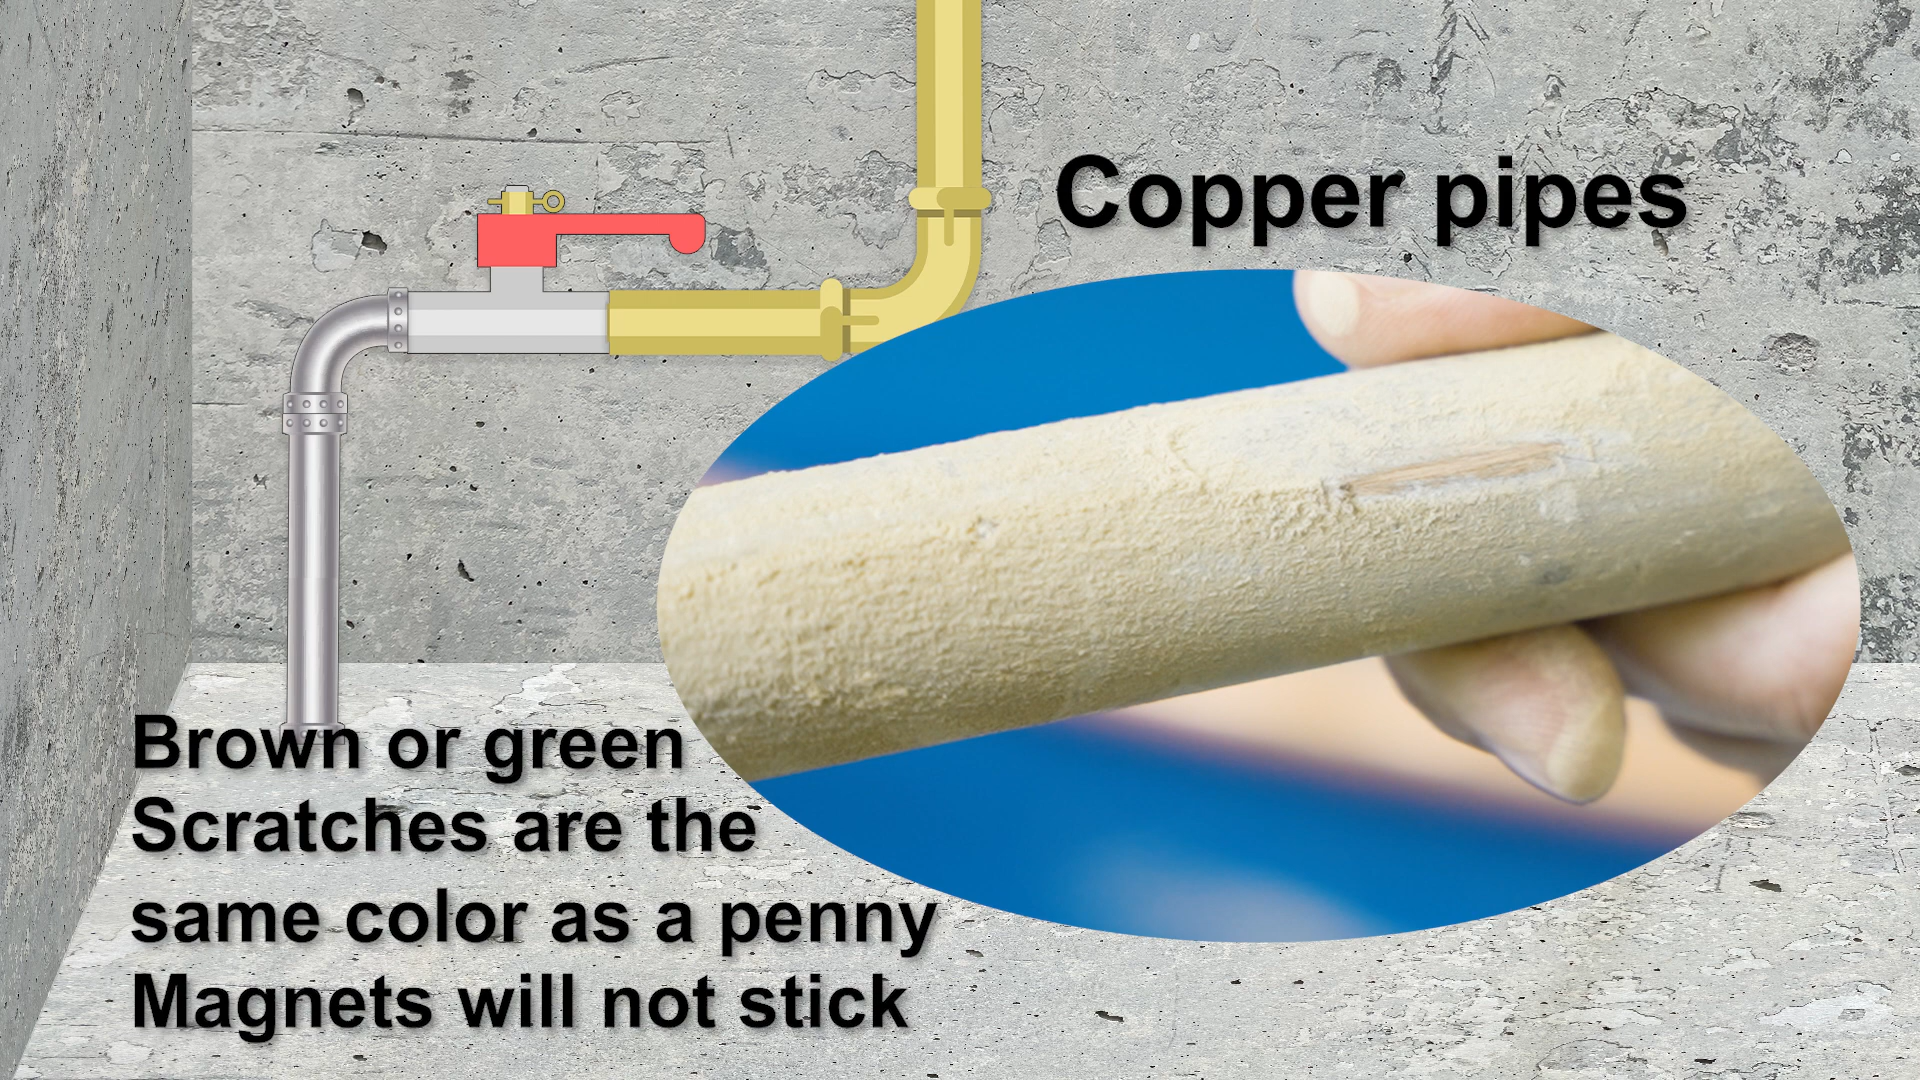 Copper pipes
Brown or green
Scratches are the
same color as a penny
Magnets will not stick